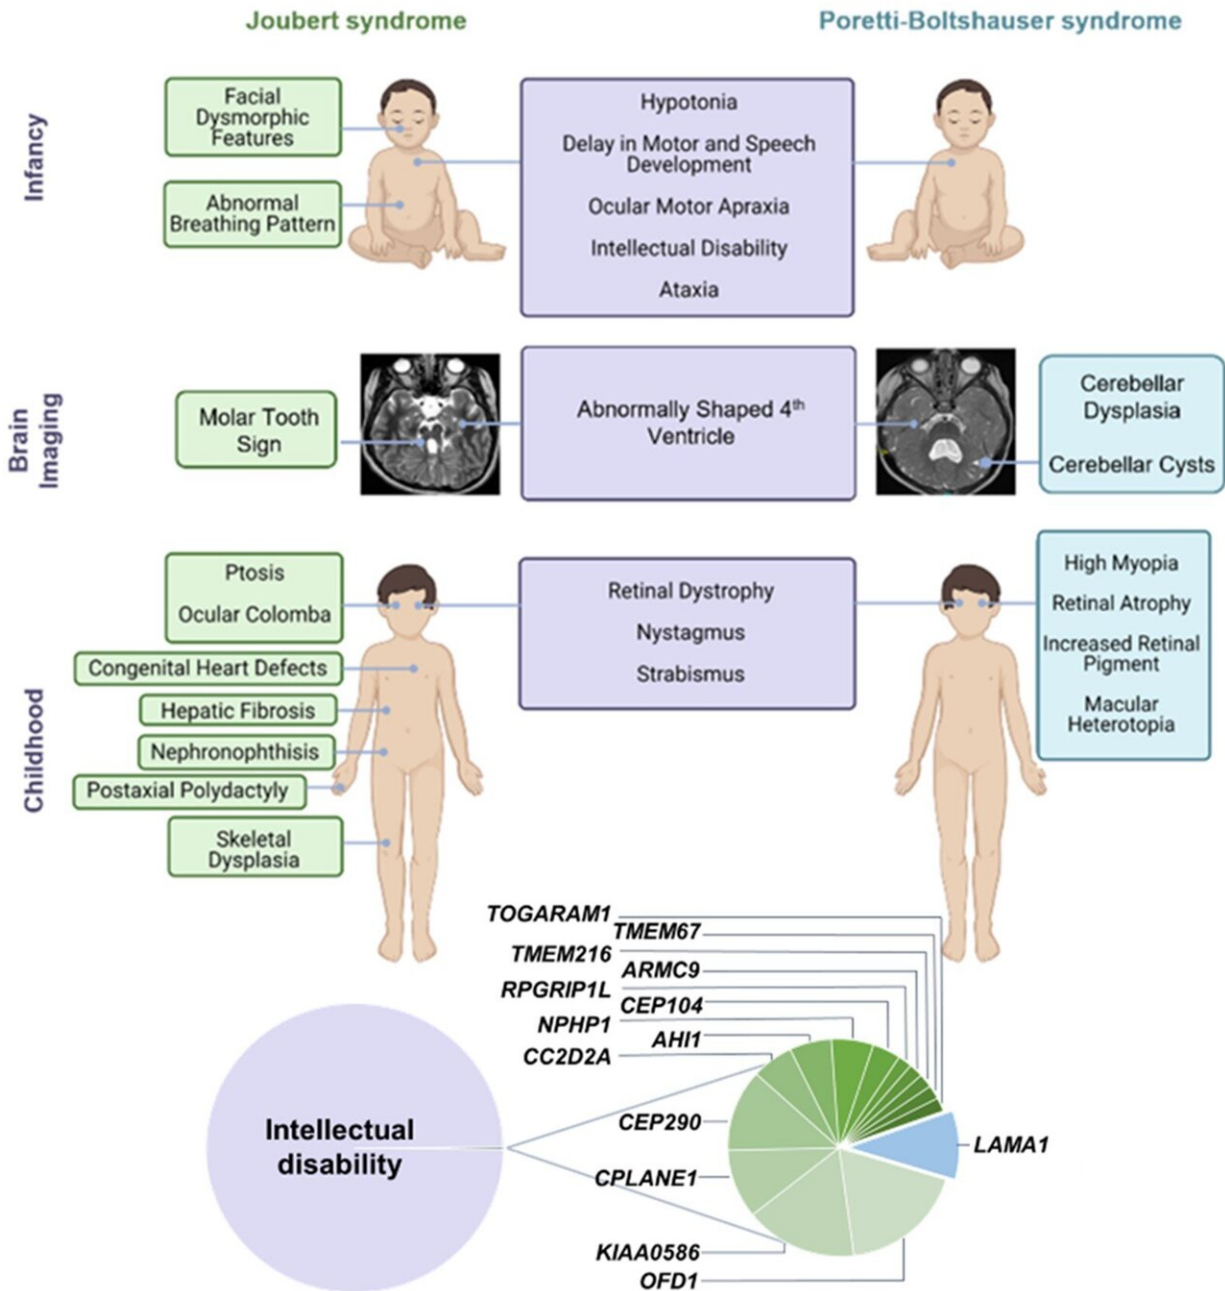 Joubert syndrome
Poretti-Boltshauser syndrome
Infancy
Facial
Dysmorphic
Features
Abnormal
Breathing Pattern
Hypotonia
Delay in Motor and Speech
Development
Ocular Motor Apraxia
Intellectual Disability
Ataxia
Brain
Imaging
Molar Tooth
Sign
Abnormally Shaped 4th
Ventricle
Cerebellar
Dysplasia
Cerebellar Cysts
Childhood
Ptosis
Ocular Colomba
Congenital Heart Defects
Hepatic Fibrosis
Nephronophthisis
Postaxial Polydactyly
Skeletal
Dysplasia
Retinal Dystrophy
Nystagmus
Strabismus
High Myopia
Retinal Atrophy
Increased Retinal
Pigment
Macular
Heterotopia
TOGARAM1
TMEM67
TMEM216
ARMC9
RPGRIP1L
CEP104
NPHP1
AHI1
CC2D2A
CEP290
CPLANE1
KIAA0586
OFD1
LAMA1
Intellectual
disability